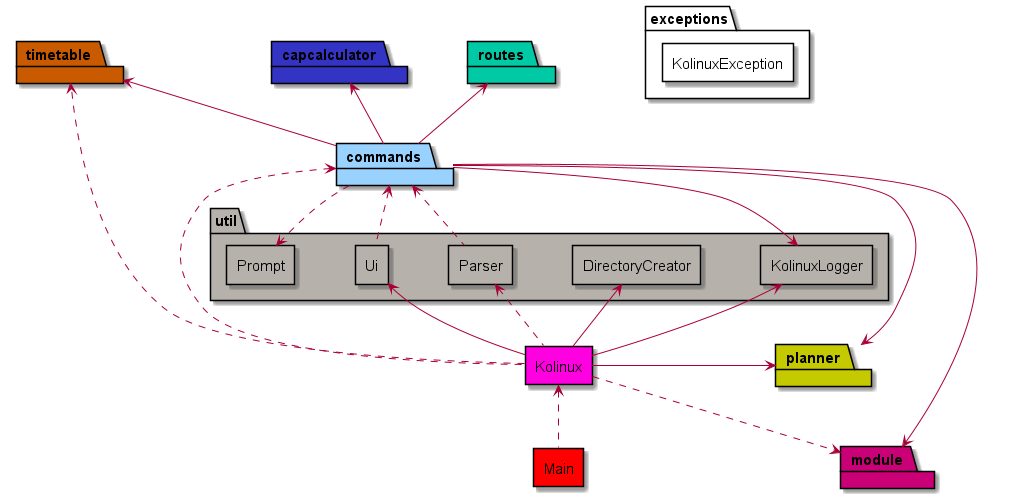 exceptions
KolinuxException
timetable
capcalculator
routes
commands
util
Prompt
Ui
Parser
DirectoryCreator
KolinuxLogger
planner
Kolinux
module
Main